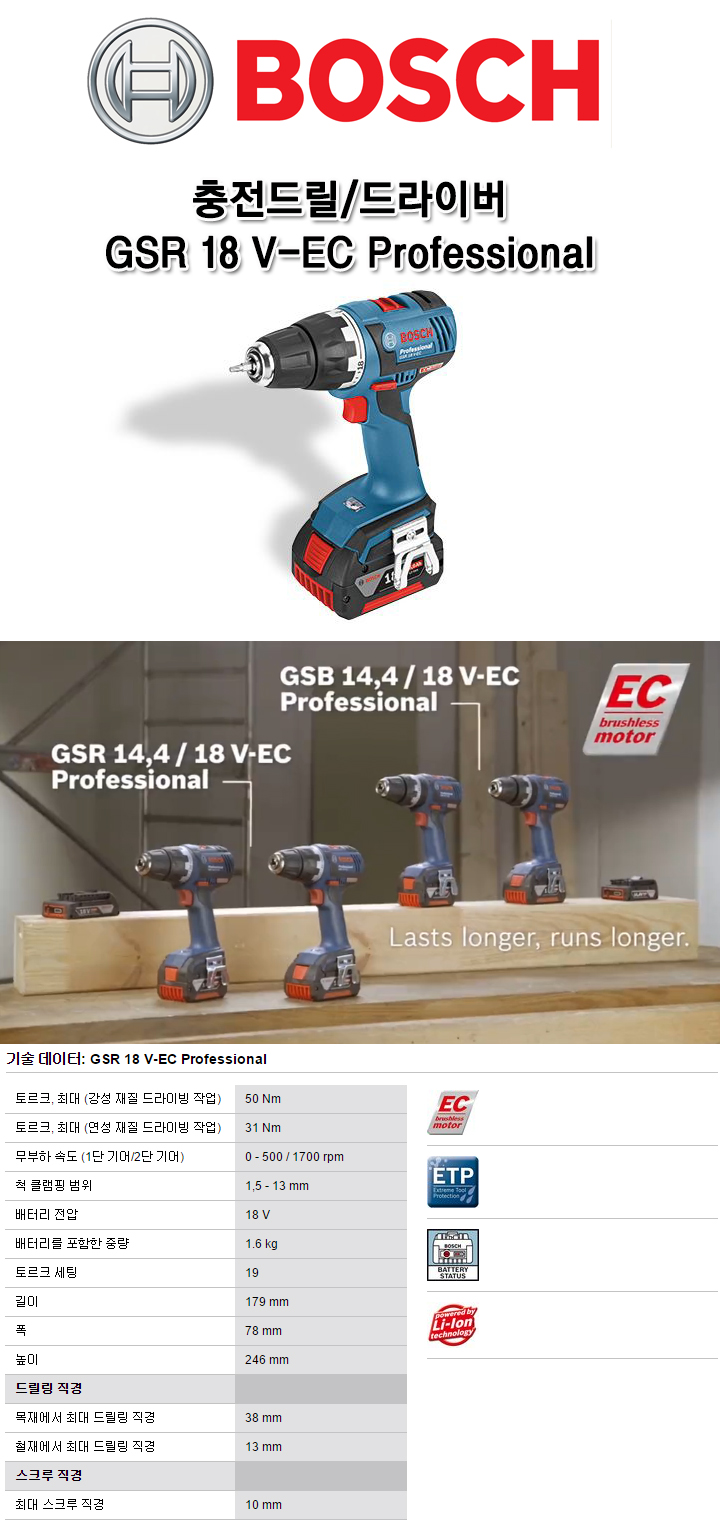 BOSCH
충전드릴/드라이버
GSR 18 V-EC Professional
BOSCH
Professional
GSR 18 V-EC
EC
18
BOSCH
GSB 14,4 / 18 V-EC
Professional
EC
brushless
motor
GSR 14,4 / 18 V-EC
Professional
Lasts longer, runs longer.
기술 데이터: GSR 18 V-EC Professional
토르크, 최대 (강성 재질 드라이빙 작업) 50 Nm
토르크, 최대 (연성 재질 드라이빙 작업) 31 Nm
무부하 속도 (1단 기어/2단 기어) 0 - 500 / 1700 rpm
척 클램핑 범위 1,5 - 13 mm
배터리 전압 18 V
배터리를 포함한 중량 1.6 kg
토르크 세팅 19
길이 179 mm
폭 78 mm
높이 246 mm
드릴링 직경
목재에서 최대 드릴링 직경 38 mm
철재에서 최대 드릴링 직경 13 mm
스크루 직경
최대 스크루 직경 10 mm
EC
brushless
motor
ETP
Extreme Tool
Protection
BOSCH
BATTERY
STATUS
powered by
Li-Ion
technology